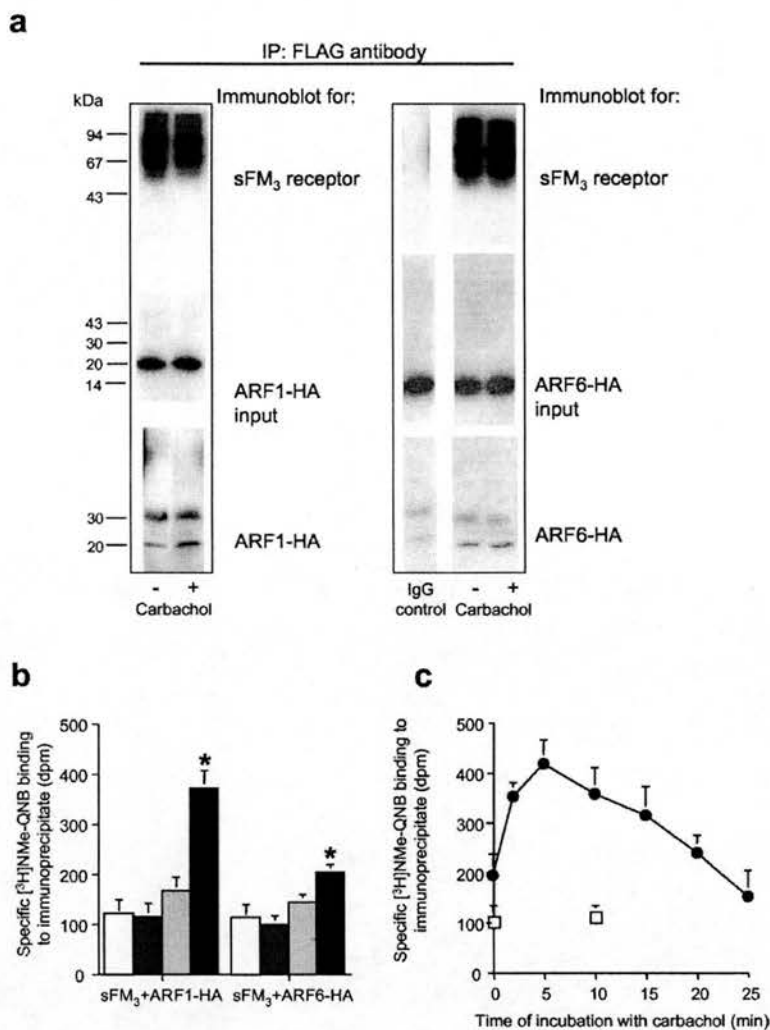 a
IP: FLAG antibody
kDa
Immunoblot for:
Immunoblot for:
94
67
43
sFM3 receptor
sFM3 receptor
43
30
20
14
ARF1-HA
input
ARF6-HA
input
30
20
ARF1-HA
ARF6-HA
- +
Carbachol
IgG
control
- +
Carbachol
b
c
Specific [3H]NMe-QNB binding
to immunoprecipitate (dpm)
500
400
300
200
100
0
* *
sFM3+ARF1-HA sFM3+ARF6-HA
Specific [3H]NMe-QNB binding to
immunoprecipitate (dpm)
500
400
300
200
100
0
0 5 10 15 20 25
Time of incubation with carbachol (min)